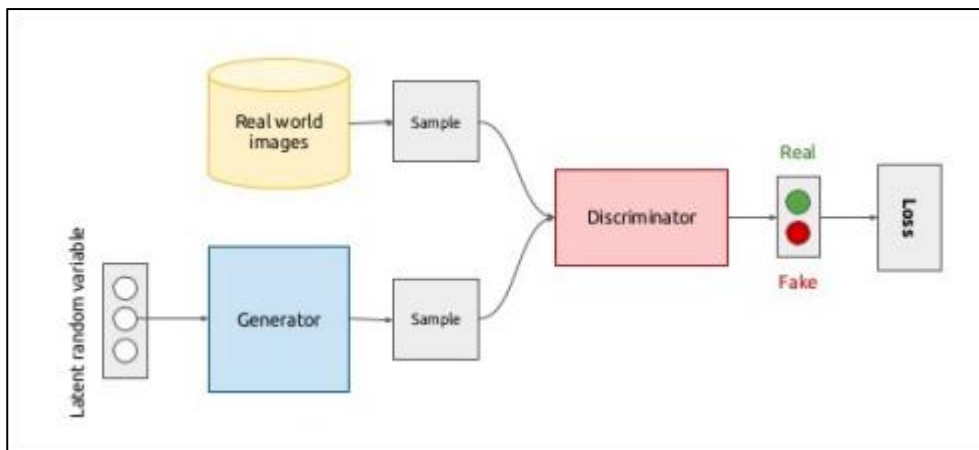 Real world
images
Sample
Real
Discriminator
Loss
Fake
Latent random variable
Generator
Sample